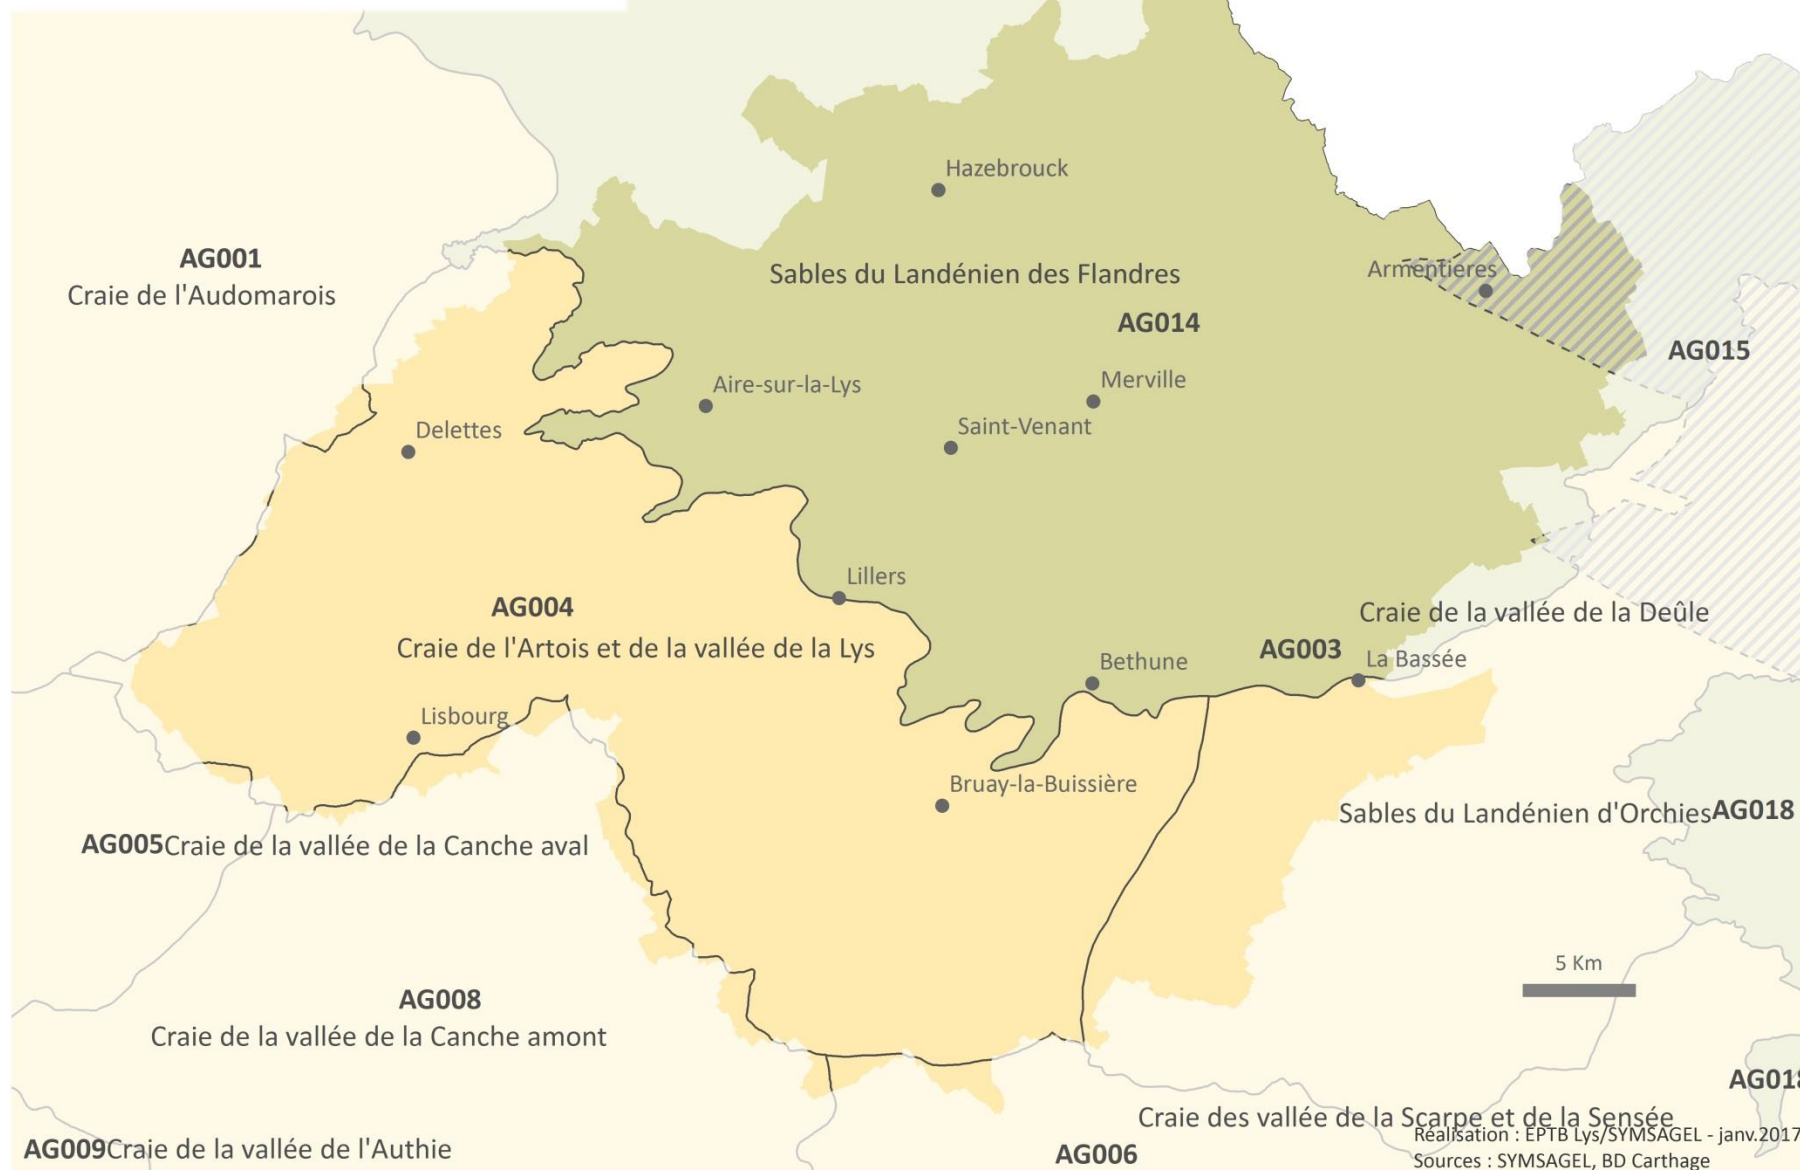 Hazebrouck
AG001
Craie de l'Audomarois
Sables du Landénien des Flandres
AG014
Armentieres
AG015
Aire-sur-la-Lys
Merville
Delettes
Saint-Venant
Lillers
AG004
Craie de l'Artois et de la vallée de la Lys
Craie de la vallée de la Deûle
AG003
Bethune
La Bassée
Lisbourg
Bruay-la-Buissière
Sables du Landénien d'Orchies AG018
AG005 Craie de la vallée de la Canche aval
5 Km
AG008
Craie de la vallée de la Canche amont
AG018
Craie des vallée de la Scarpe et de la Sensée
AG009 Craie de la vallée de l'Authie
AG006
Réalisation : EPTB Lys/SYMSAGEL - janv.2017
Sources : SYMSAGEL, BD Carthage